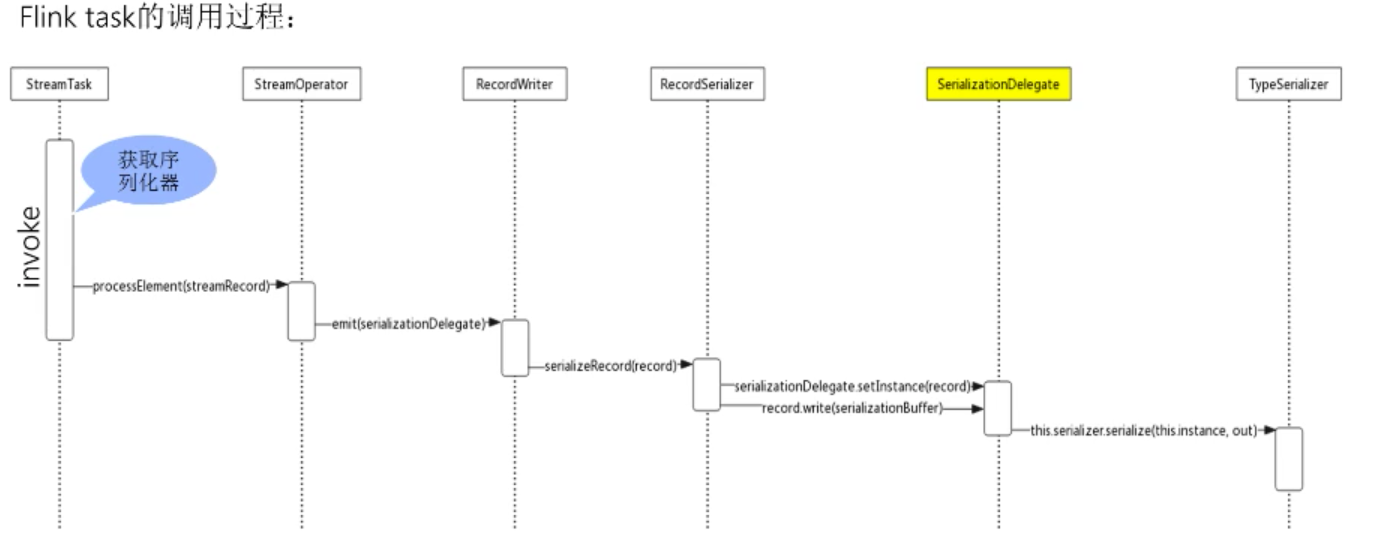 Flink task的调用过程：
StreamTask
StreamOperator
RecordWriter
RecordSerializer
SerializationDelegate
TypeSerializer
获取序
列化器
invoke
processElement(streamRecord)
emit(serializationDelegate)
serializeRecord(record)
serializationDelegate.setInstance(record)
record.write(serializationBuffer)
this.serializer.serialize(this.instance, out)